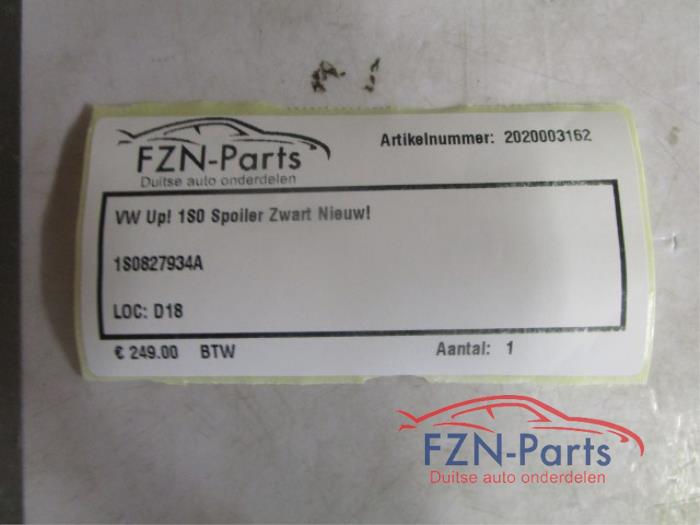 FZN-Parts
Duitse auto onderdelen
Artikelnummer: 2020003162
VW Up! 1S0 Spoiler Zwart Nieuw!
1S0827934A
LOC: D18
€ 249.00 BTW
Aantal: 1
FZN-Parts
Duitse auto onderdelen